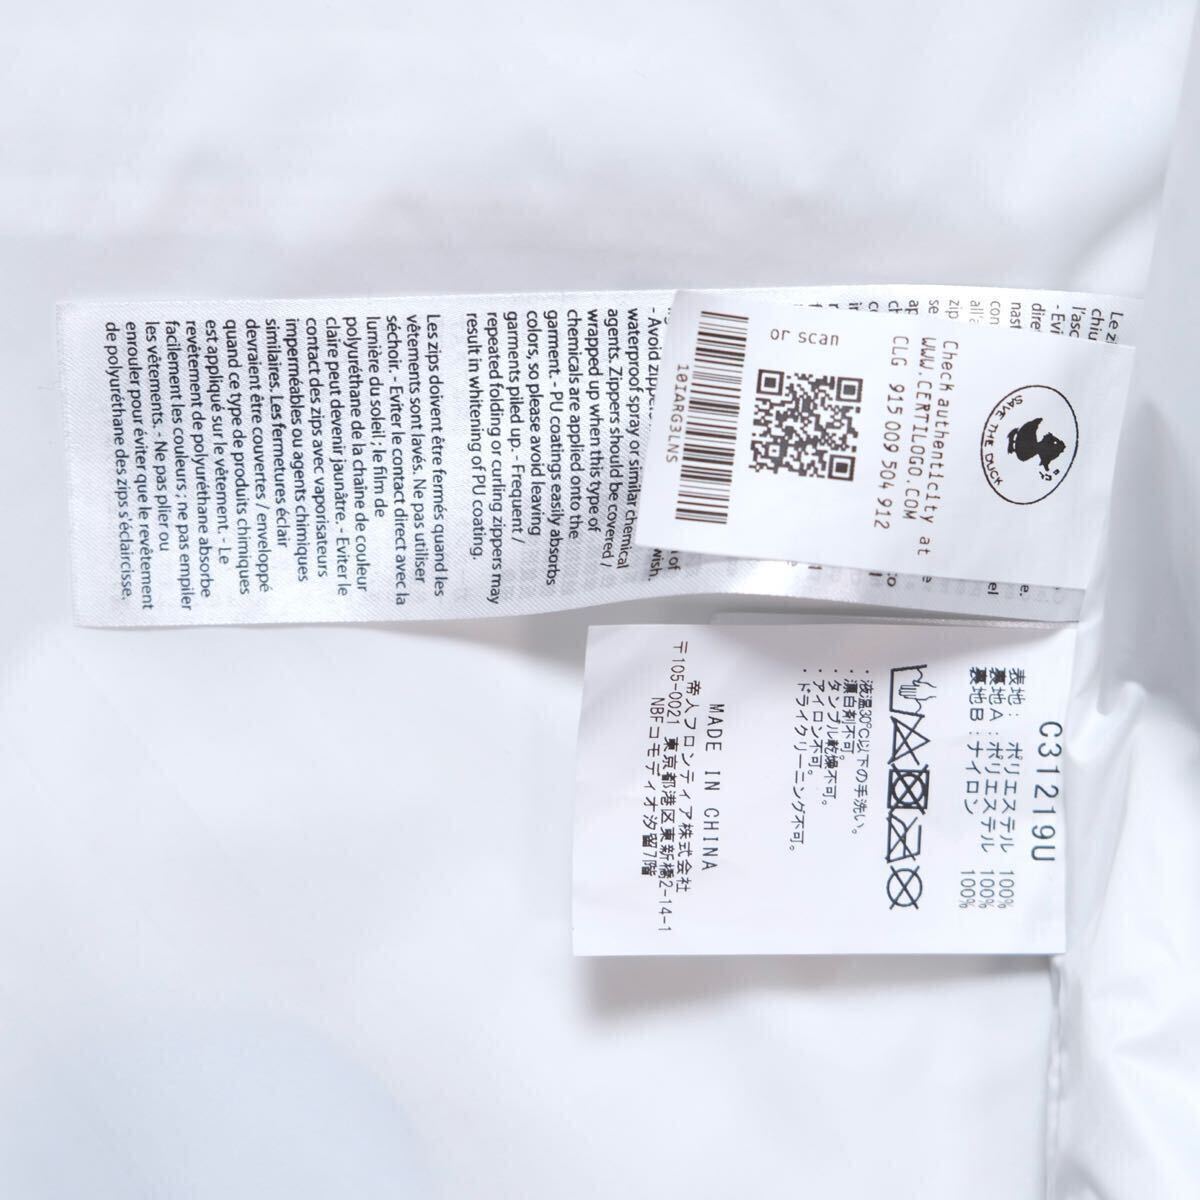 SAVE THE DUCK
Check authenticity at
WWW.CERTILOGO.COM
CLG 915 009 504 912
or scan
10IARG3LNS
- Avoid
waterproof spray or similar chemical
agents. Zippers should be covered /
wrapped up when this type of
chemicals are applied onto the
garment. - PU coatings easily absorbs
colors, so please avoid leaving
garments piled up. - Frequent /
repeated folding or curling zippers may
result in whitening of PU coating.
Les zips doivent être fermés quand les
vêtements sont lavés. Ne pas utiliser
séchoir. - Eviter le contact direct avec la
lumière du soleil ; le film de
polyuréthane de la chaîne de couleur
claire peut devenir jaunâtre. - Eviter le
contact des zips avec vaporisateurs
imperméables ou agents chimiques
similaires. Les fermetures éclair
devraient être couvertes / enveloppé
quand ce type de produits chimiques
est appliqué sur le vêtement. - Le
revêtement de polyuréthane absorbe
facilement les couleurs ; ne pas empiler
les vêtements. - Ne pas plier ou
enrouler pour éviter que le revêtement
de polyuréthane des zips s'éclaircisse.
C31219U
表地： ポリエステル 100%
裏地A：ポリエステル 100%
裏地B：ナイロン 100%
・液温30℃以下の手洗い。
・漂白剤不可。
・タンブル乾燥不可。
・アイロン不可。
・ドライクリーニング不可。
MADE IN CHINA
帝人フロンティア株式会社
〒105-0021 東京都港区東新橋2-14-1
NBFコモディオ汐留7階